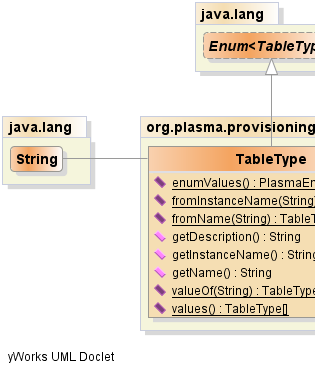 java.lang
Enum<TableTyp
java.lang
String
org.plasma.provisioning
TableType
enumValues() : PlasmaEn
fromInstanceName(String)
fromName(String) : TableT
getDescription() : String
getInstanceName() : String
getName() : String
valueOf(String) : TableType
values() : TableType[]
yWorks UML Doclet